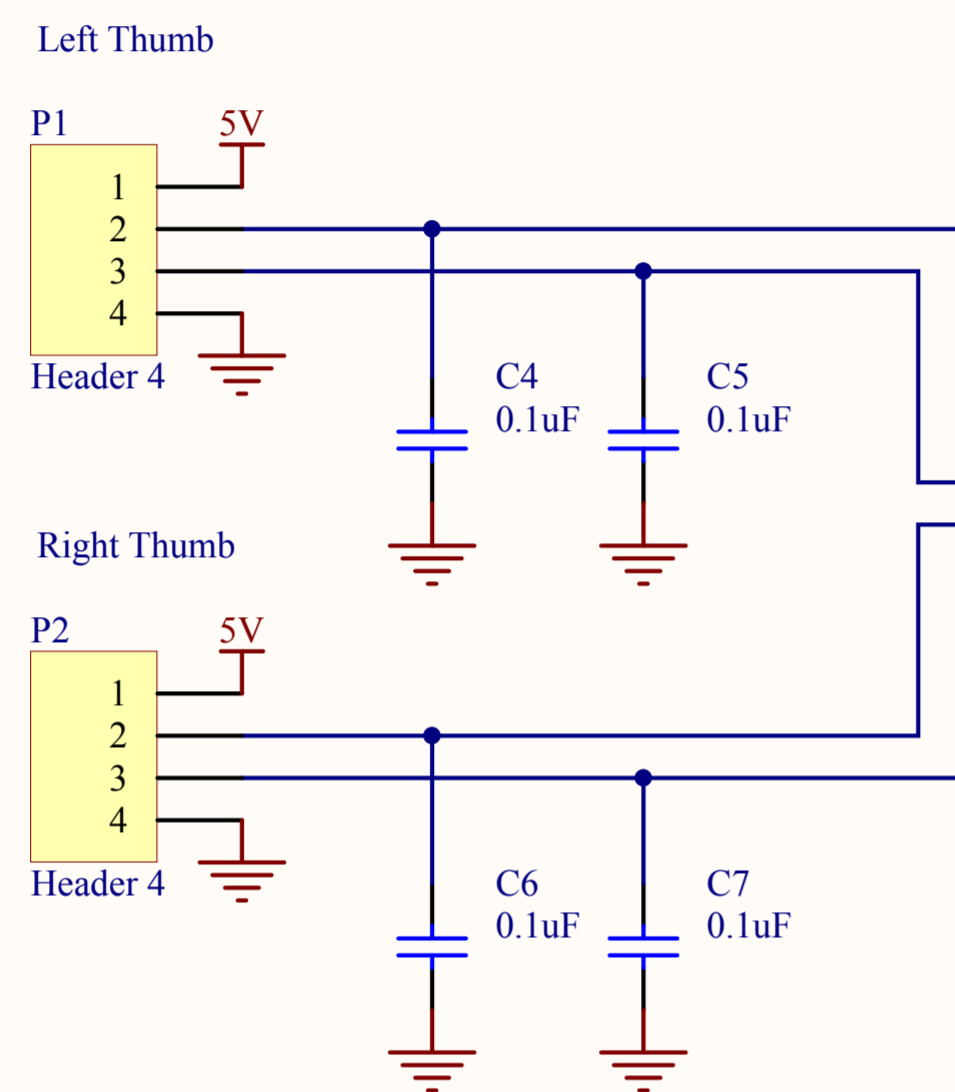 Left Thumb
P1
5V
1
2
3
4
Header 4
C4
0.1uF
C5
0.1uF
Right Thumb
P2
5V
1
2
3
4
Header 4
C6
0.1uF
C7
0.1uF